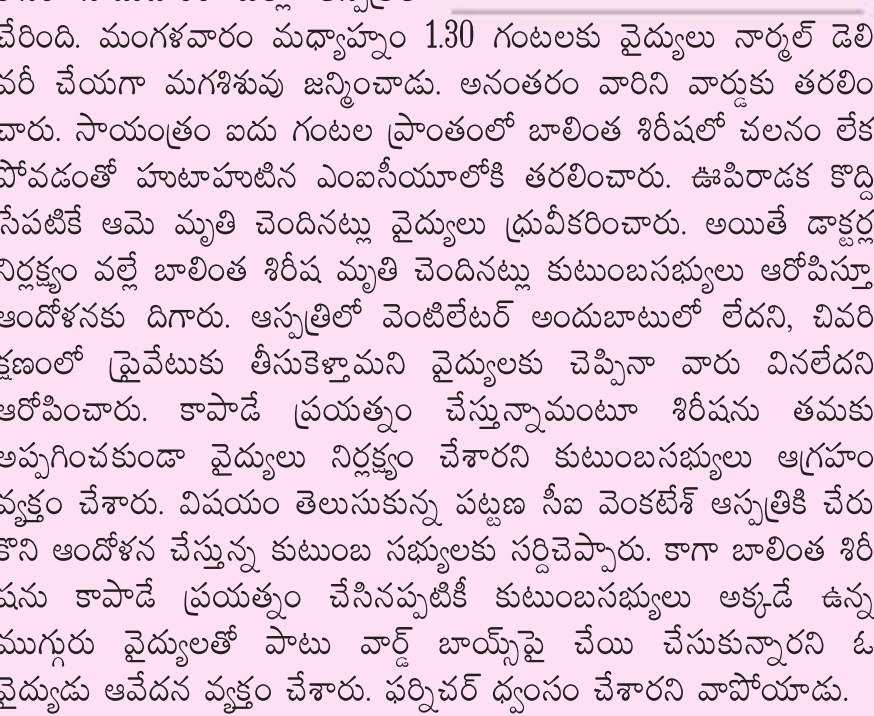 చేరింది. మంగళవారం మధ్యాహ్నం 1.30 గంటలకు వైద్యులు నార్మల్ డెలి
వరీ చేయగా మగశిశువు జన్మించాడు. అనంతరం వారిని వార్డుకు తరలిం
చారు. సాయంత్రం ఐదు గంటల ప్రాంతంలో బాలింత శిరీషలో చలనం లేక
పోవడంతో హుటాహుటిన ఎంఐసీయూలోకి తరలించారు. ఊపిరాడక కొద్ది
సేపటికే ఆమె మృతి చెందినట్లు వైద్యులు ధ్రువీకరించారు. అయితే డాక్టర్ల
నిర్లక్ష్యం వల్లే బాలింత శిరీష మృతి చెందినట్లు కుటుంబసభ్యులు ఆరోపిస్తూ
ఆందోళనకు దిగారు. ఆస్పత్రిలో వెంటిలేటర్ అందుబాటులో లేదని, చివరి
క్షణంలో ప్రైవేటుకు తీసుకెళ్తామని వైద్యులకు చెప్పినా వారు వినలేదని
ఆరోపించారు. కాపాడే ప్రయత్నం చేస్తున్నామంటూ శిరీషను తమకు
అప్పగించకుండా వైద్యులు నిర్లక్ష్యం చేశారని కుటుంబసభ్యులు ఆగ్రహం
వ్యక్తం చేశారు. విషయం తెలుసుకున్న పట్టణ సీఐ వెంకటేశ్ ఆస్పత్రికి చేరు
కొని ఆందోళన చేస్తున్న కుటుంబ సభ్యులకు సర్దిచెప్పారు. కాగా బాలింత శిరీ
షను కాపాడే ప్రయత్నం చేసినప్పటికీ కుటుంబసభ్యులు అక్కడే ఉన్న
ముగ్గురు వైద్యులతో పాటు వార్డ్ బాయ్స్‌పై చేయి చేసుకున్నారని ఓ
వైద్యుడు ఆవేదన వ్యక్తం చేశారు. ఫర్నిచర్ ధ్వంసం చేశారని వాపోయాడు.